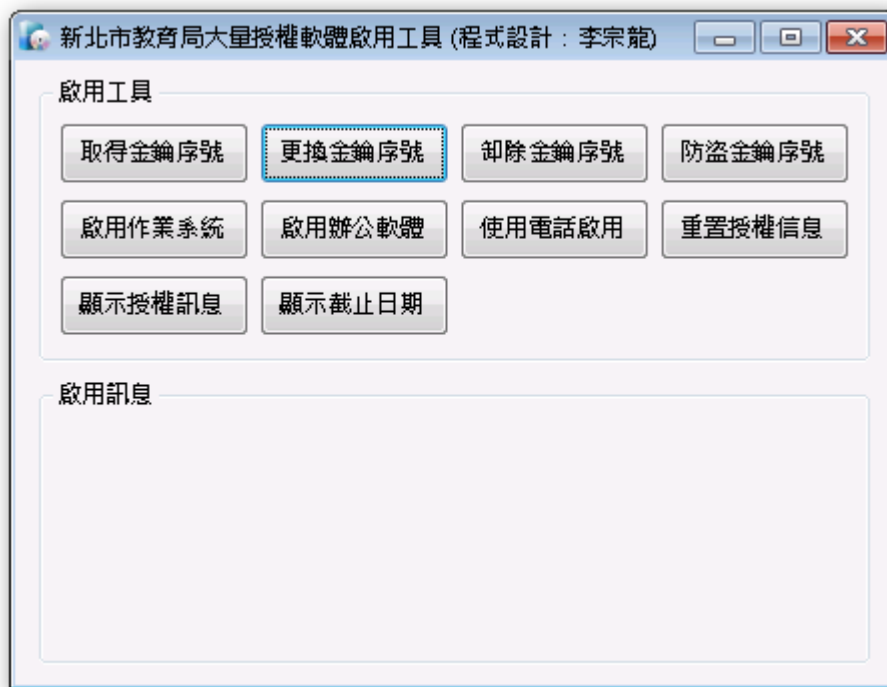 新北市教育局大量授權軟體啟用工具 (程式設計：李宗龍)
啟用工具
取得金鑰序號 更換金鑰序號 卸除金鑰序號 防盜金鑰序號
啟用作業系統 啟用辦公軟體 使用電話啟用 重置授權信息
顯示授權訊息 顯示截止日期
啟用訊息